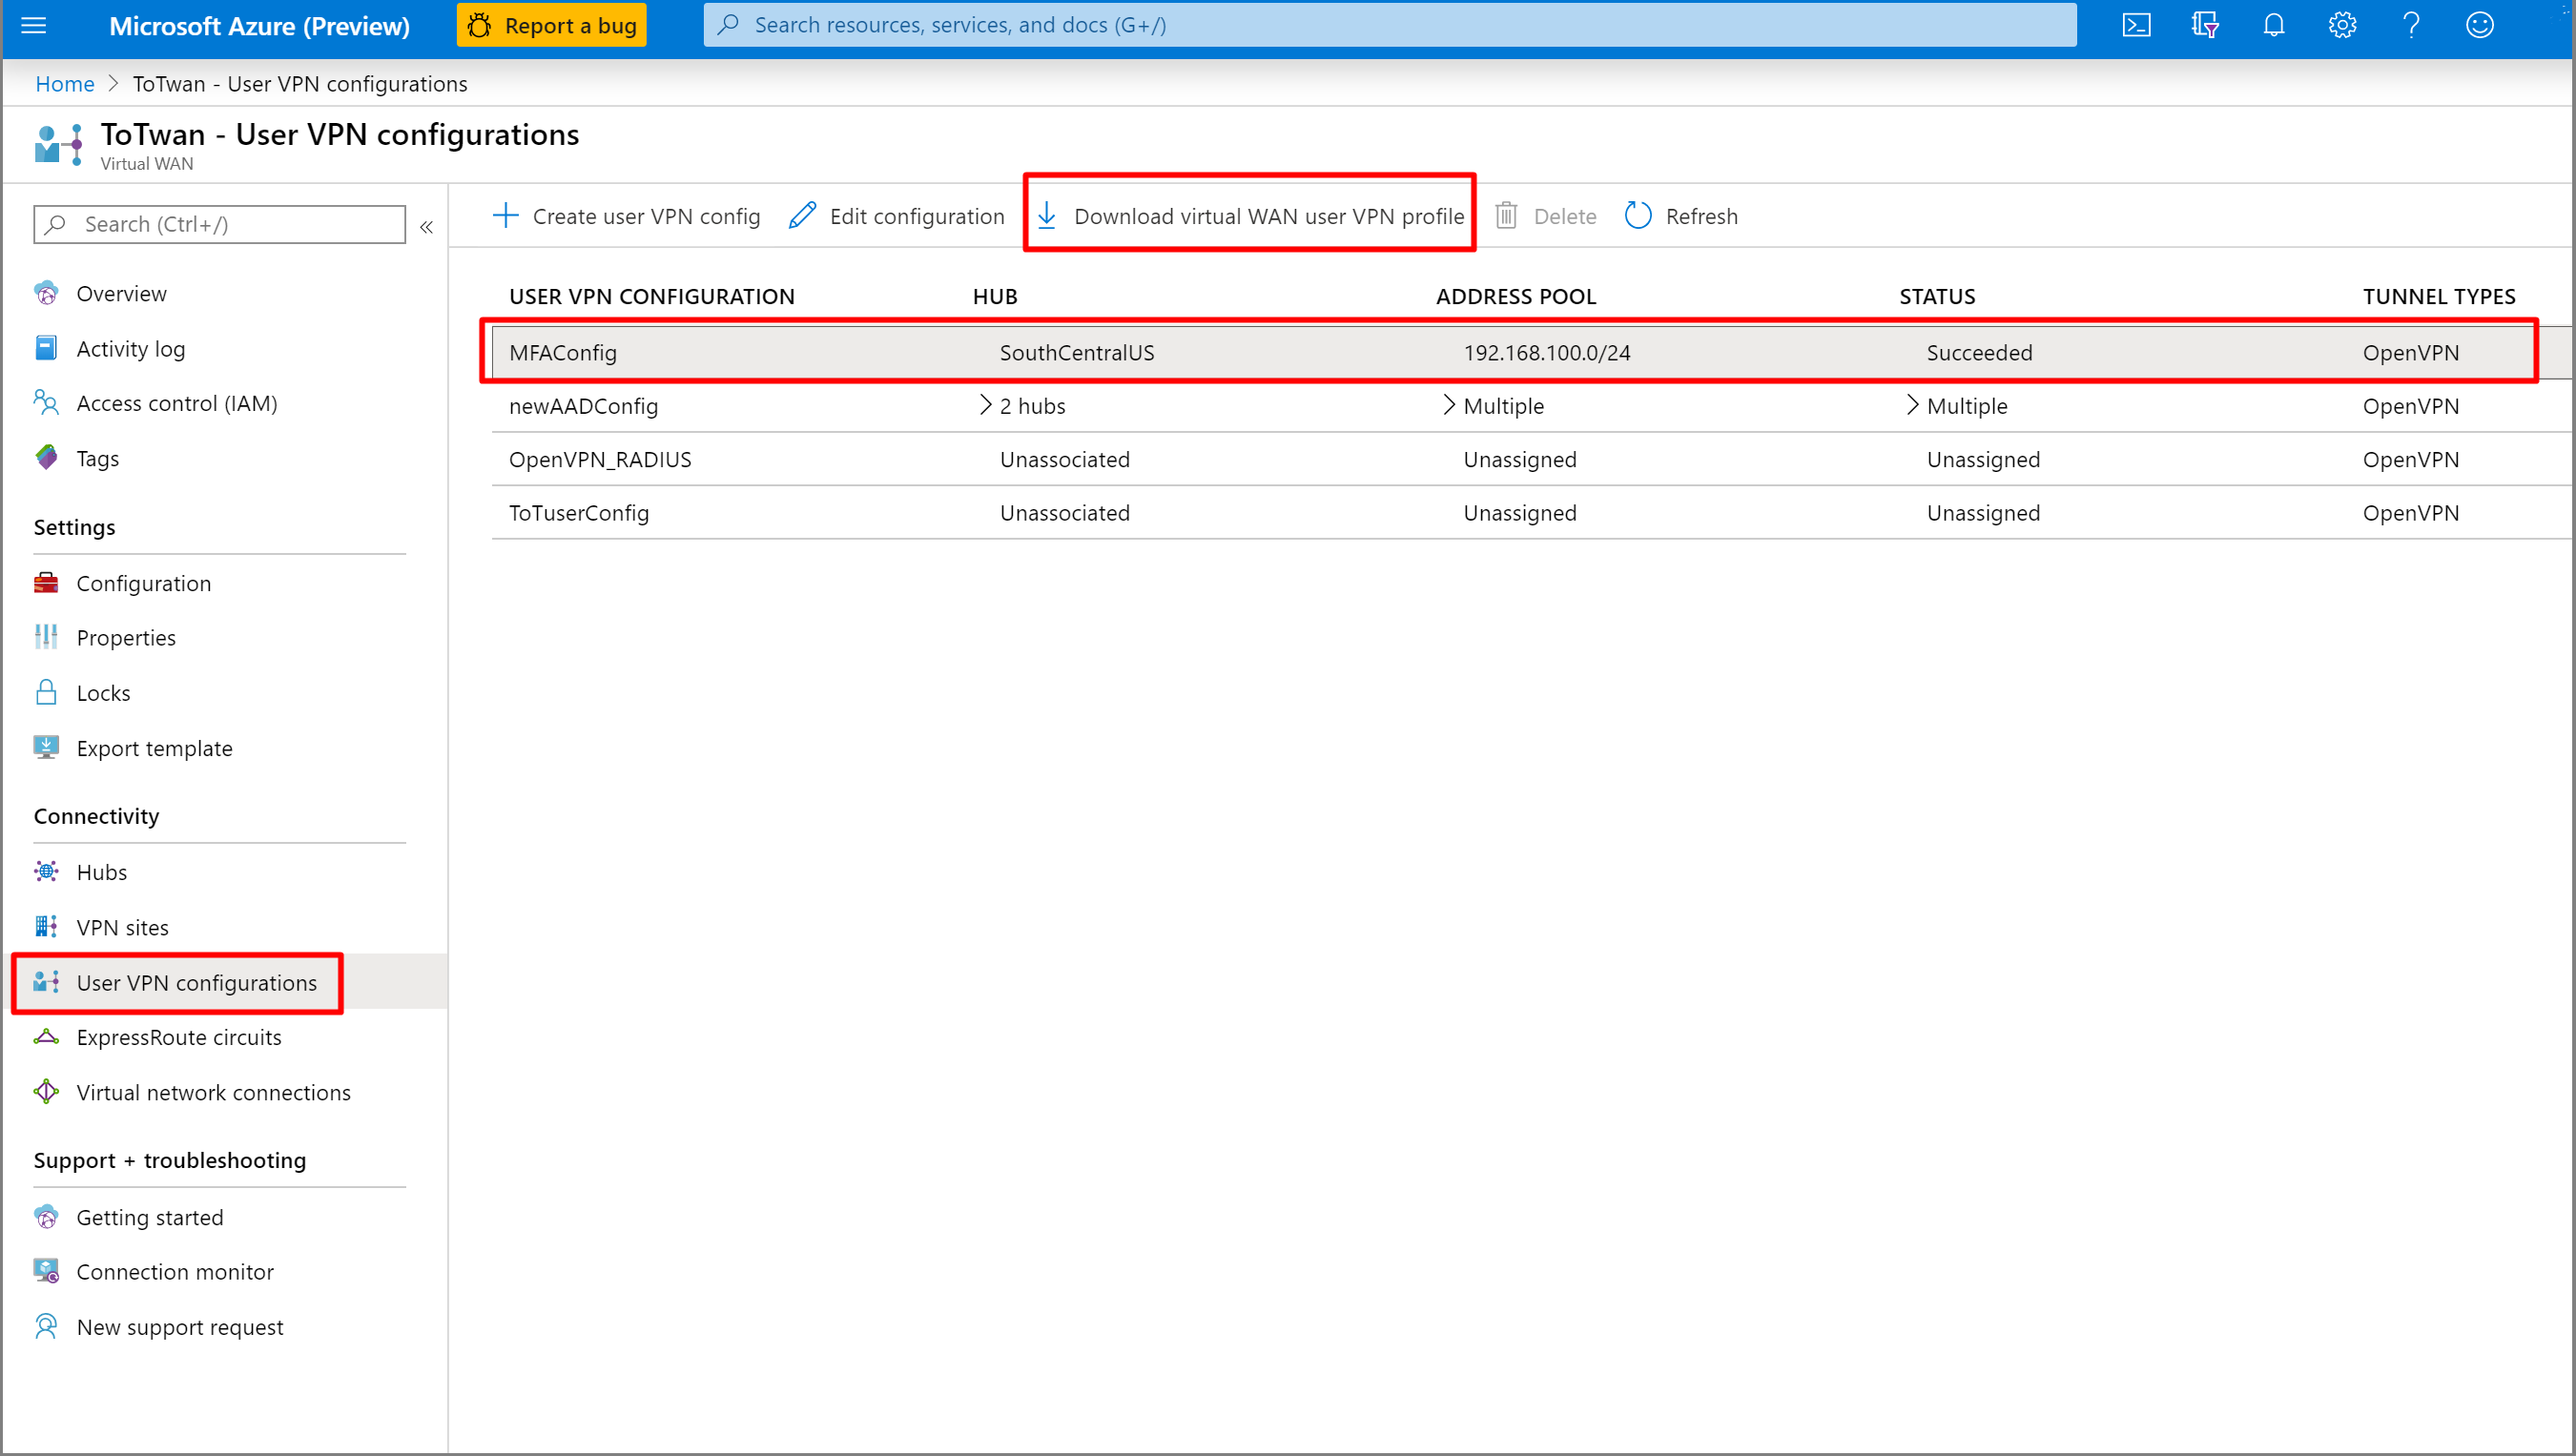 Microsoft Azure (Preview)
Report a bug
Search resources, services, and docs (G+/)
Home > ToTwan - User VPN configurations
ToTwan - User VPN configurations
Virtual WAN
Search (Ctrl+/)
«
Overview
Activity log
Access control (IAM)
Tags
Settings
Configuration
Properties
Locks
Export template
Connectivity
Hubs
VPN sites
User VPN configurations
ExpressRoute circuits
Virtual network connections
Support + troubleshooting
Getting started
Connection monitor
New support request
Create user VPN config Edit configuration Download virtual WAN user VPN profile Delete Refresh
USER VPN CONFIGURATION HUB ADDRESS POOL STATUS TUNNEL TYPES
MFAConfig SouthCentralUS 192.168.100.0/24 Succeeded OpenVPN
newAADConfig > 2 hubs > Multiple > Multiple OpenVPN
OpenVPN_RADIUS Unassociated Unassigned Unassigned OpenVPN
ToTuserConfig Unassociated Unassigned Unassigned OpenVPN